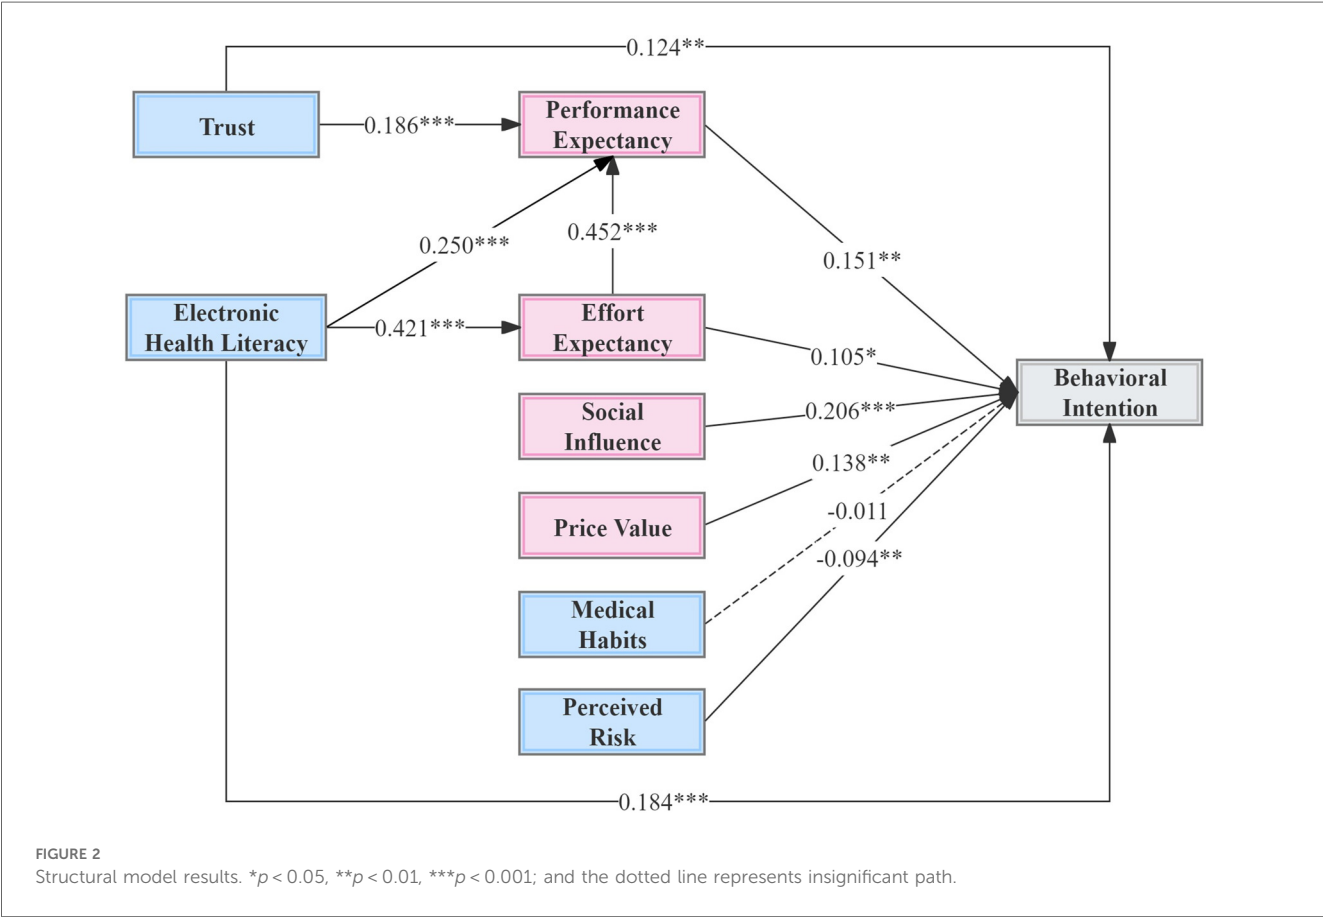 0.124**
Trust
0.186***
Performance
Expectancy
0.250***
0.452***
0.151**
Electronic
Health Literacy
0.421***
Effort
Expectancy
0.105*
Behavioral
Intention
Social
Influence
0.206***
0.138**
Price Value
-0.011
-0.094**
Medical
Habits
Perceived
Risk
0.184***
FIGURE 2
Structural model results. *p < 0.05, **p < 0.01, ***p < 0.001; and the dotted line represents insignificant path.